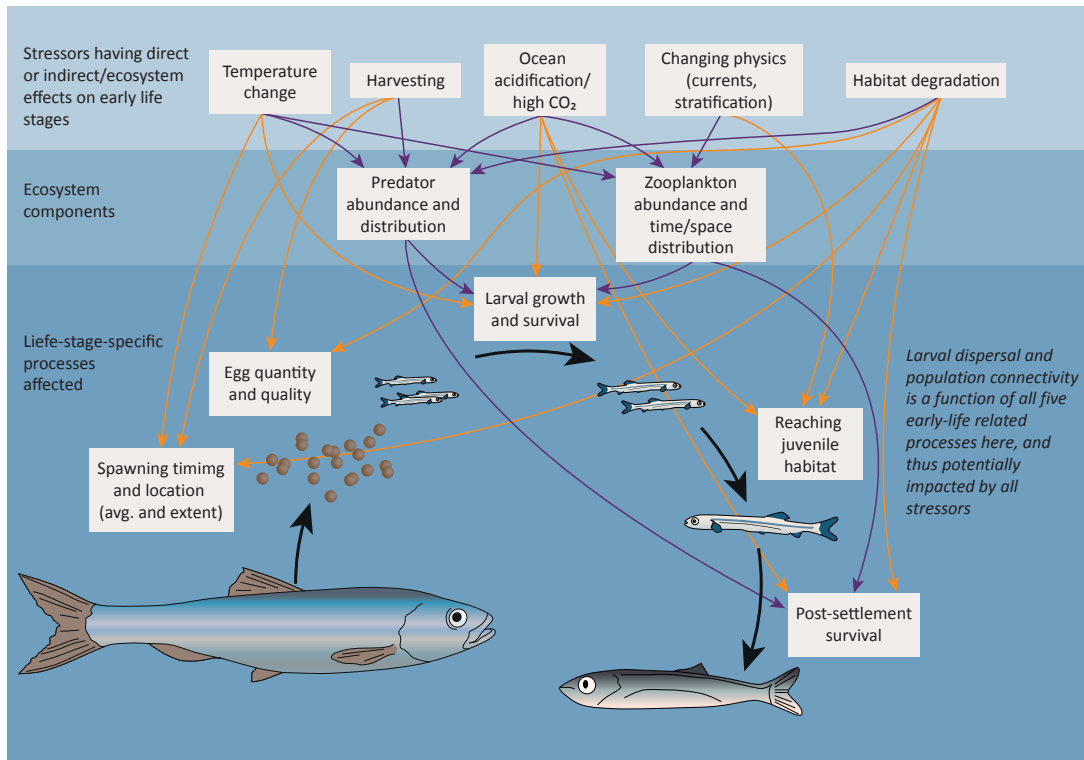 Stressors having direct
or indirect/ecosystem
effects on early life
stages
Temperature
change
Harvesting
Ocean
acidification/
high CO₂
Changing physics
(currents,
stratification)
Habitat degradation
Ecosystem
components
Predator
abundance and
distribution
Zooplankton
abundance and
time/space
distribution
Liefe-stage-specific
processes
affected
Larval growth
and survival
Egg quantity
and quality
Spawning timimg
and location
(avg. and extent)
Reaching
juvenile
habitat
Larval dispersal and
population connectivity
is a function of all five
early-life related
processes here, and
thus potentially
impacted by all
stressors
Post-settlement
survival